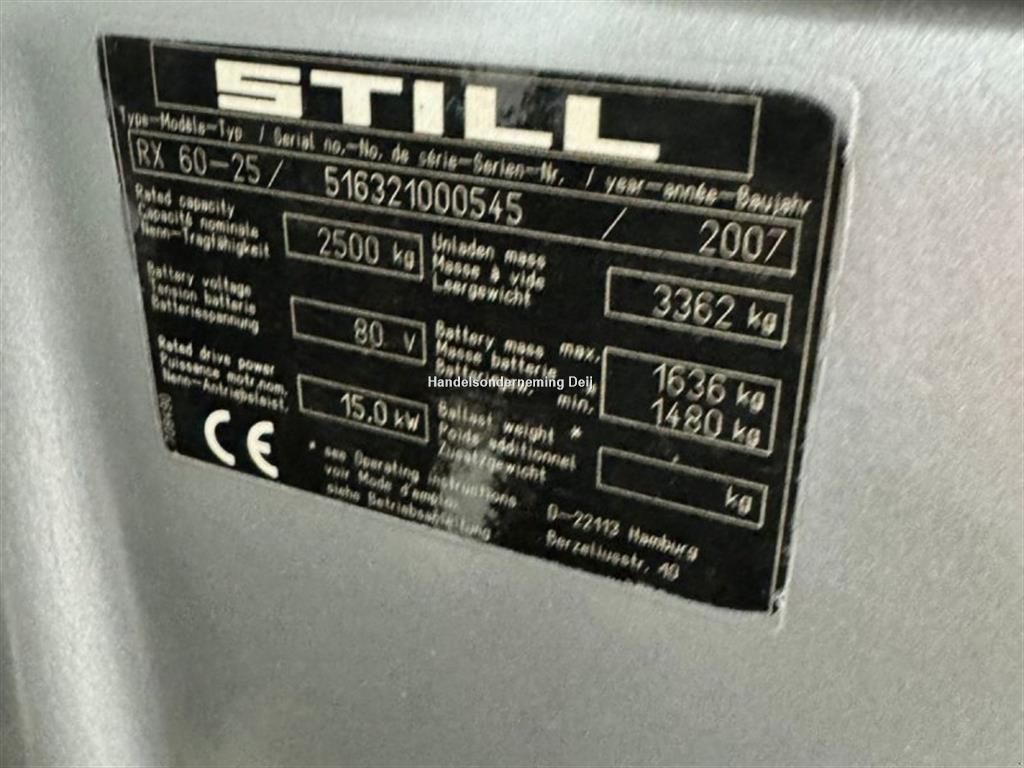 STILL
Type-Modèle-Typ / Serial no.-No. de série-Serien-Nr. / year-année-Baujahr
RX 60-25 / 516321000545 / 2007
Rated capacity
Capacité nominale
Nenn-Tragfähigkeit
2500 kg
Unladen mass
Masse à vide
Leergewicht
3362 kg
Battery voltage
Tension batterie
Batteriespannung
80 V
Battery mass max.
Masse batterie
Batteriegew. min.
1636 kg
1480 kg
Rated drive power
Puissance motr.nom.
Nenn-Antriebsleist.
15.0 kW
Ballast weight *
Poids additionnel
Zusatzgewicht
kg
CE
* see Operating instructions
voir Mode d'emploi
siehe Betriebsanleitung
D-22113 Hamburg
Berzeliusstr. 10
Handelsonderneming Deij